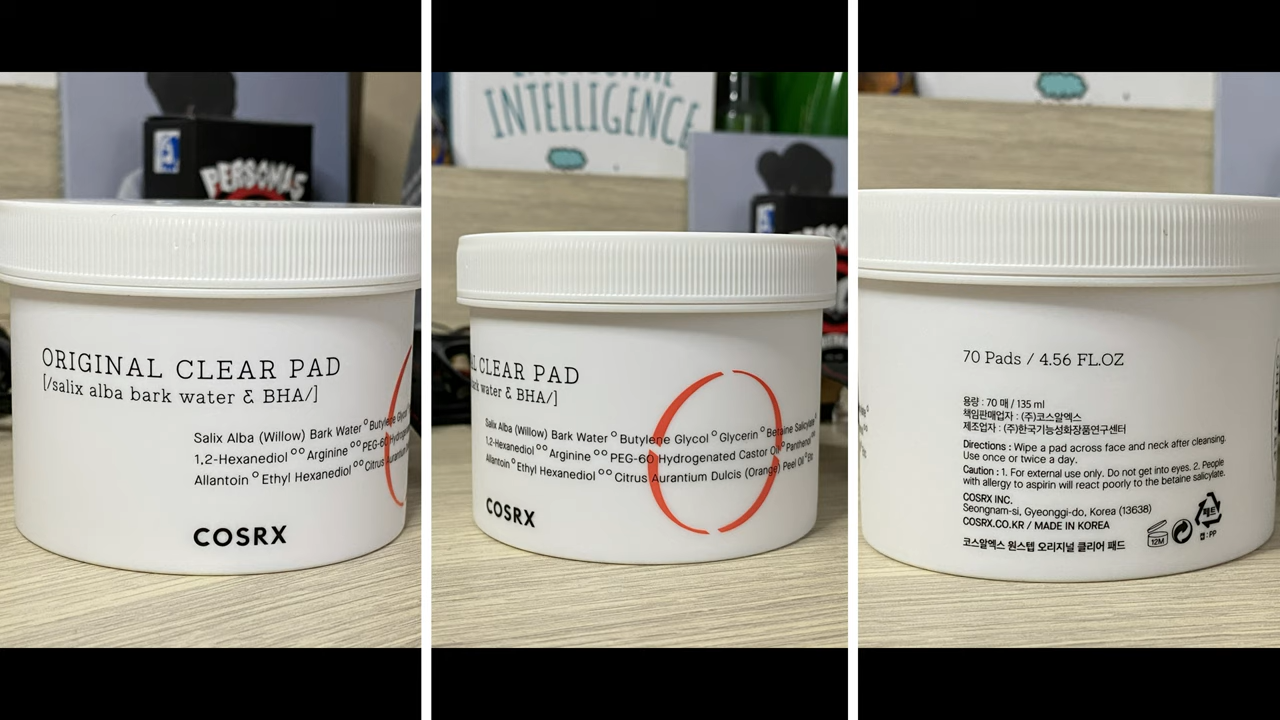 PERSONAS
ORIGINAL CLEAR PAD
[/salix alba bark water & BHA/]
Salix Alba (Willow) Bark Water Butylene Glycol
1,2-Hexanediol Arginine PEG-60 Hydrogen
Allantoin Ethyl Hexanediol Citrus Aurantium
COSRX
INTELLIGENCE
CLEAR PAD
bark water & BHA/]
Salix Alba (Willow) Bark Water Butylene Glycol Glycerin Betaine Salicylate
1,2-Hexanediol Arginine PEG-60 Hydrogenated Castor Oil Panthenol
Allantoin Ethyl Hexanediol Citrus Aurantium Dulcis (Orange) Peel Oil
COSRX
70 Pads / 4.56 FL.OZ
용량 : 70 매 / 135 ml
책임판매업자 : (주)코스알엑스
제조업자 : (주)한국기능성화장품연구센터
Directions : Wipe a pad across face and neck after cleansing.
Use once or twice a day.
Caution : 1. For external use only. Do not get into eyes. 2. People
with allergy to aspirin will react poorly to the betaine salicylate.
COSRX INC.
Seongnam-si, Gyeonggi-do, Korea (13638)
COSRX.CO.KR / MADE IN KOREA
코스알엑스 원스텝 오리지널 클리어 패드
12M
페트
캡 : PP